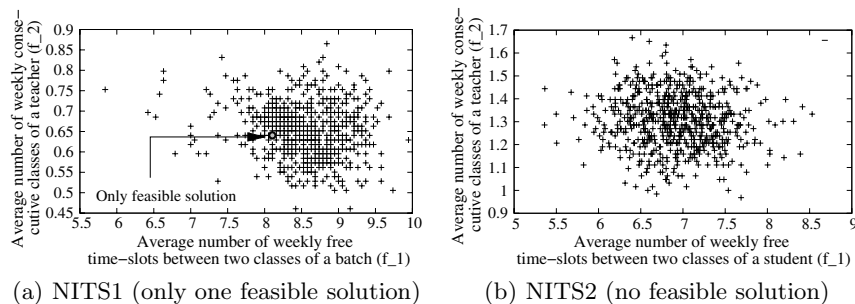 Average number of weekly conse−
cutive classes of a teacher (f_2)
0.9
0.85
0.8
0.75
0.7
0.65
0.6
0.55
0.5
0.45
Only feasible solution
5.5 6 6.5 7 7.5 8 8.5 9 9.5 10
Average number of weekly free
time−slots between two classes of a batch (f_1)
(a) NITS1 (only one feasible solution)
Average number of weekly conse−
cutive classes of a teacher (f_2)
1.7
1.6
1.5
1.4
1.3
1.2
1.1
1
0.9
5 5.5 6 6.5 7 7.5 8 8.5 9
Average number of weekly free
time−slots between two classes of a student (f_1)
(b) NITS2 (no feasible solution)